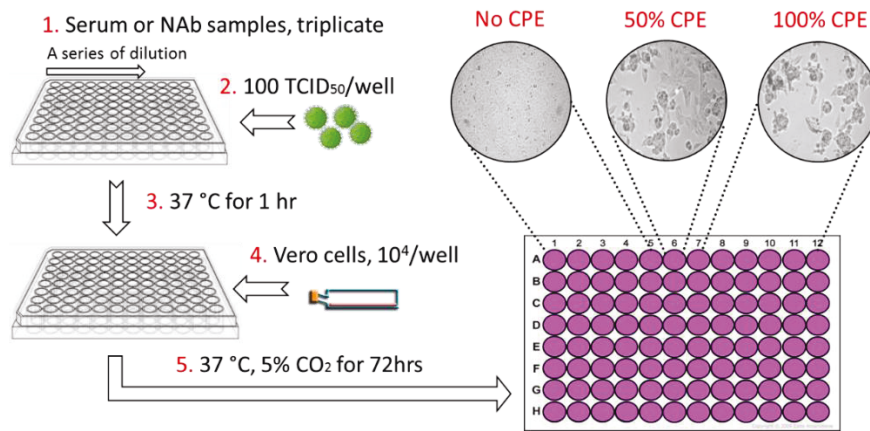 1. Serum or NAb samples, triplicate
A series of dilution
2. 100 TCID50/well
3. 37 °C for 1 hr
4. Vero cells, 10⁴/well
5. 37 °C, 5% CO₂ for 72hrs
No CPE
50% CPE
100% CPE
1 2 3 4 5 6 7 8 9 10 11 12
A
B
C
D
E
F
G
H